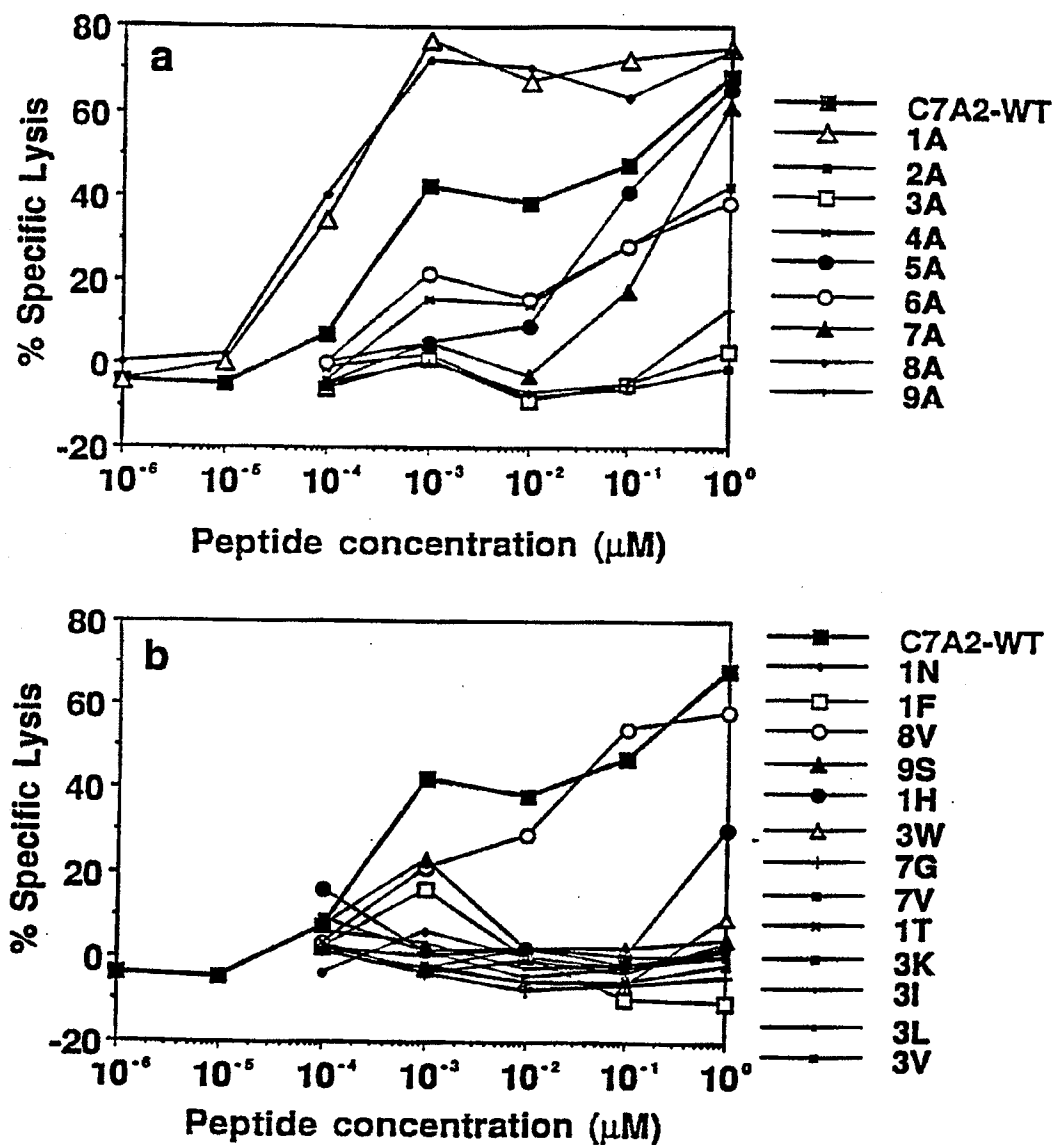 a
% Specific Lysis
80
60
40
20
0
-20
10⁻⁶ 10⁻⁵ 10⁻⁴ 10⁻³ 10⁻² 10⁻¹ 10⁰
Peptide concentration (μM)
C7A2-WT
1A
2A
3A
4A
5A
6A
7A
8A
9A
b
% Specific Lysis
80
60
40
20
0
-20
10⁻⁶ 10⁻⁵ 10⁻⁴ 10⁻³ 10⁻² 10⁻¹ 10⁰
Peptide concentration (μM)
C7A2-WT
1N
1F
8V
9S
1H
3W
7G
7V
1T
3K
3I
3L
3V